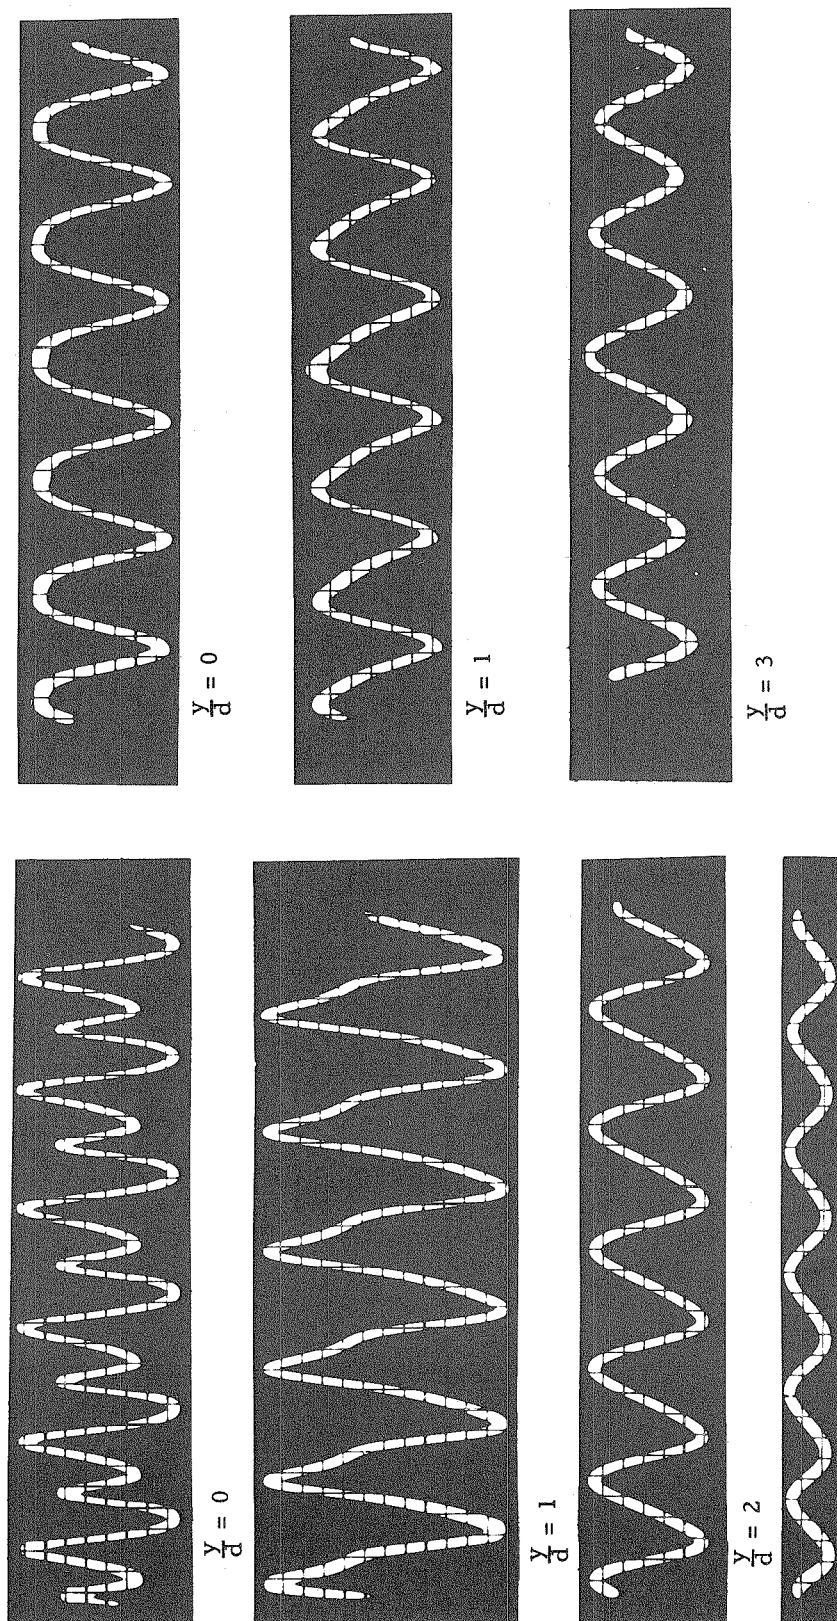 y/d = 0
y/d = 1
y/d = 3
y/d = 0
y/d = 1
y/d = 2